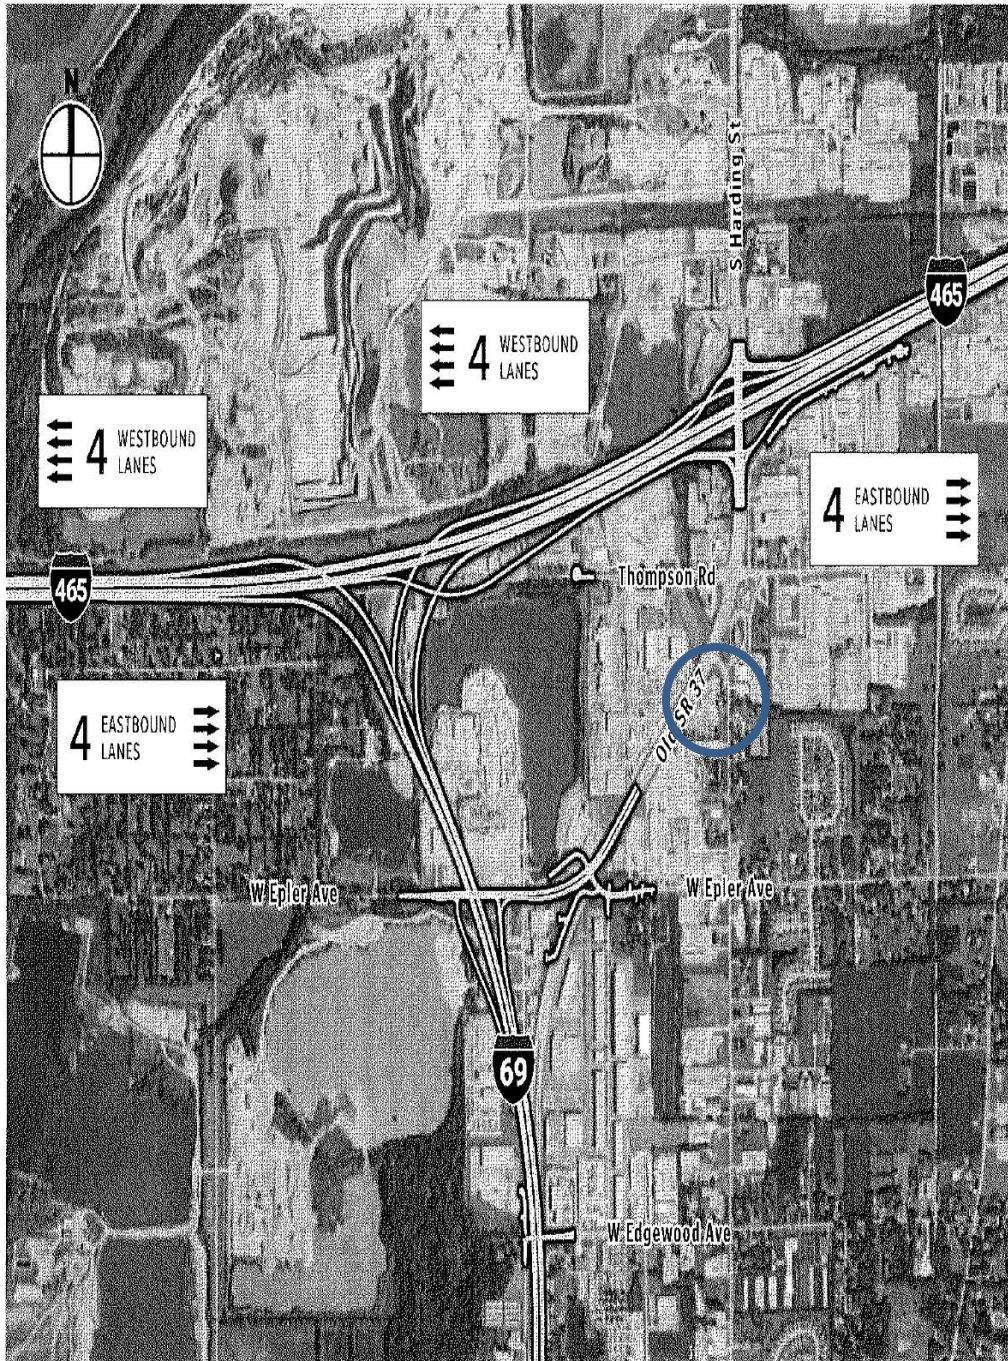 N
S Harding St
465
4 WESTBOUND
LANES
4 WESTBOUND
LANES
4 EASTBOUND
LANES
Thompson Rd
465
Old SR 37
4 EASTBOUND
LANES
W Epler Ave
W Epler Ave
69
W Edgewood Ave